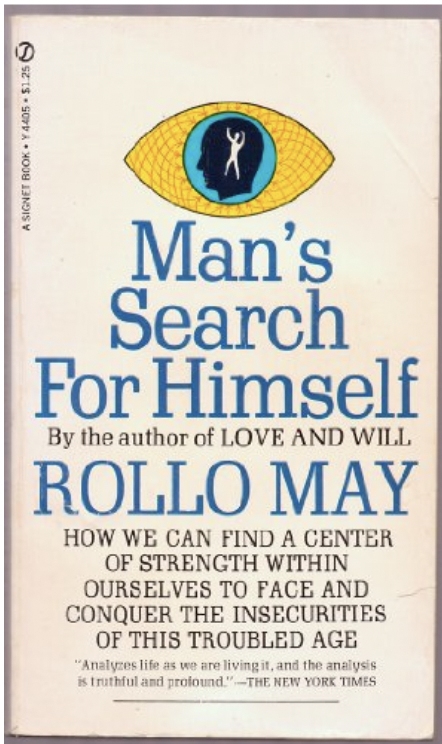 A SIGNET BOOK • Y 4405 • $1.25
Man's
Search
For Himself
By the author of LOVE AND WILL
ROLLO MAY
HOW WE CAN FIND A CENTER
OF STRENGTH WITHIN
OURSELVES TO FACE AND
CONQUER THE INSECURITIES
OF THIS TROUBLED AGE
"Analyzes life as we are living it, and the analysis
is truthful and profound."—THE NEW YORK TIMES